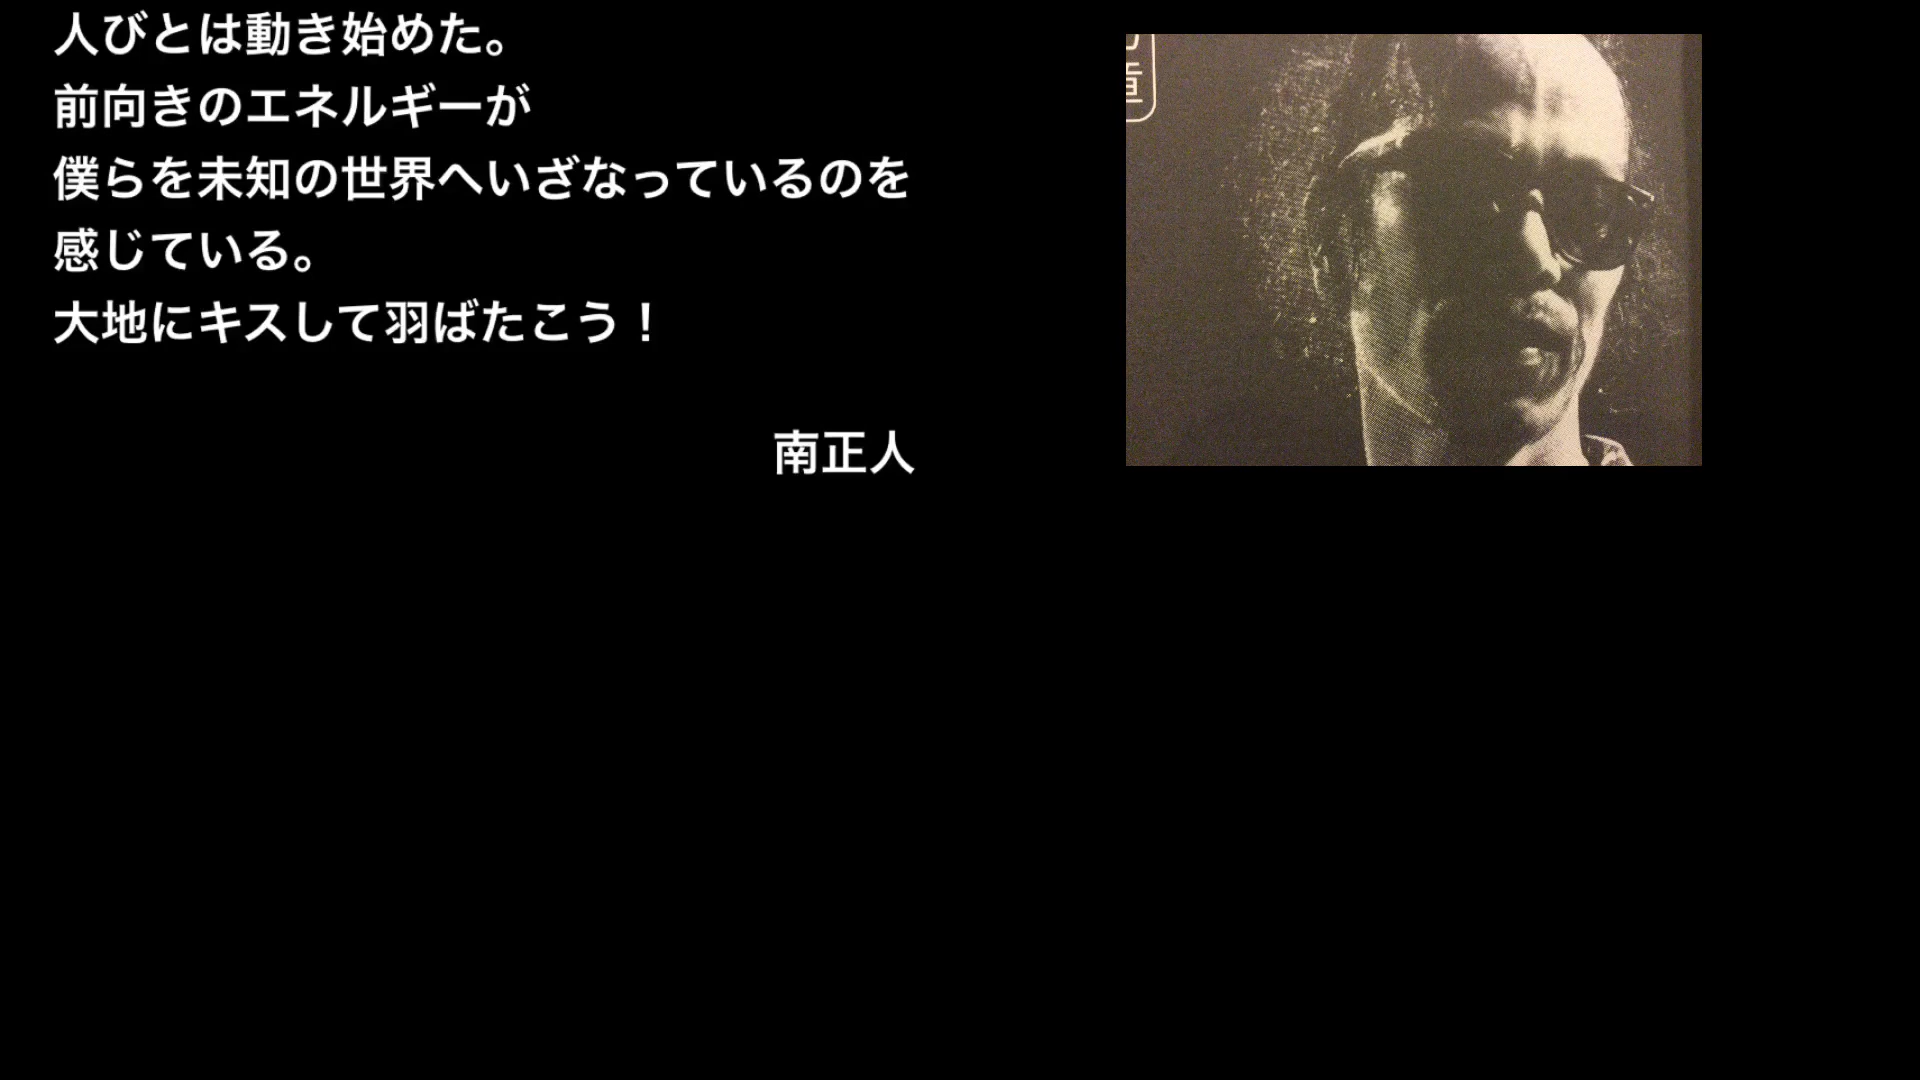 人びとは動き始めた。
前向きのエネルギーが
僕らを未知の世界へいざなっているのを
感じている。
大地にキスして羽ばたこう！
南正人